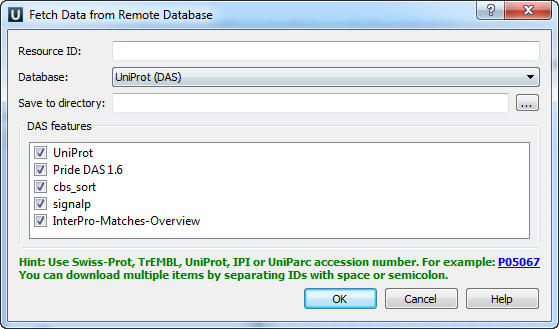 U Fetch Data from Remote Database
Resource ID:
Database: UniProt (DAS)
Save to directory: ...
DAS features
UniProt
Pride DAS 1.6
cbs_sort
signalp
InterPro-Matches-Overview
Hint: Use Swiss-Prot, TrEMBL, UniProt, IPI or UniParc accession number. For example: P05067
You can download multiple items by separating IDs with space or semicolon.
OK Cancel Help